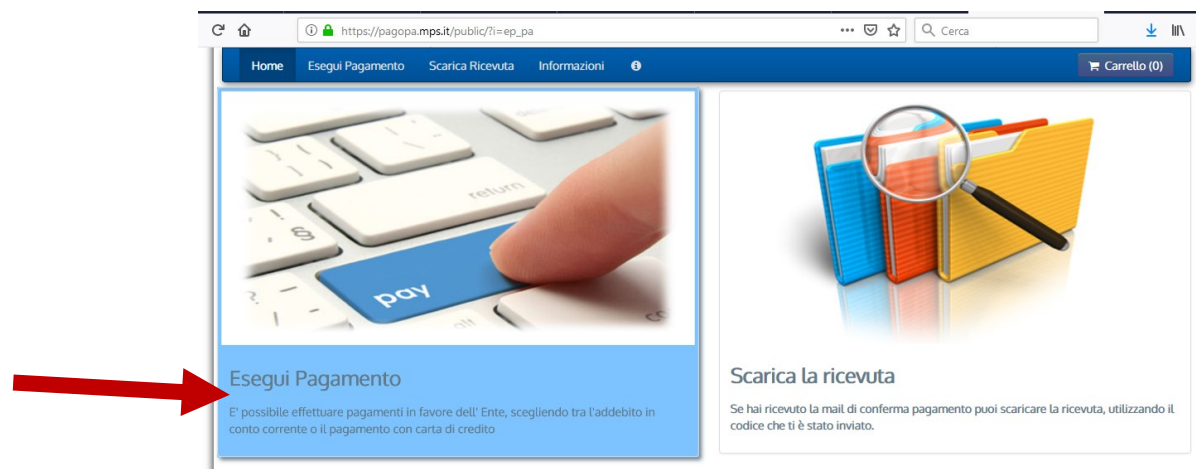 https://pagopa.mps.it/public/?i=ep_pa
Cerca
Home Esegui Pagamento Scarica Ricevuta Informazioni Carrello (0)
return
pay
alt
Esegui Pagamento
E' possibile effettuare pagamenti in favore dell' Ente, scegliendo tra l'addebito in
conto corrente o il pagamento con carta di credito
Scarica la ricevuta
Se hai ricevuto la mail di conferma pagamento puoi scaricare la ricevuta, utilizzando il
codice che ti è stato inviato.